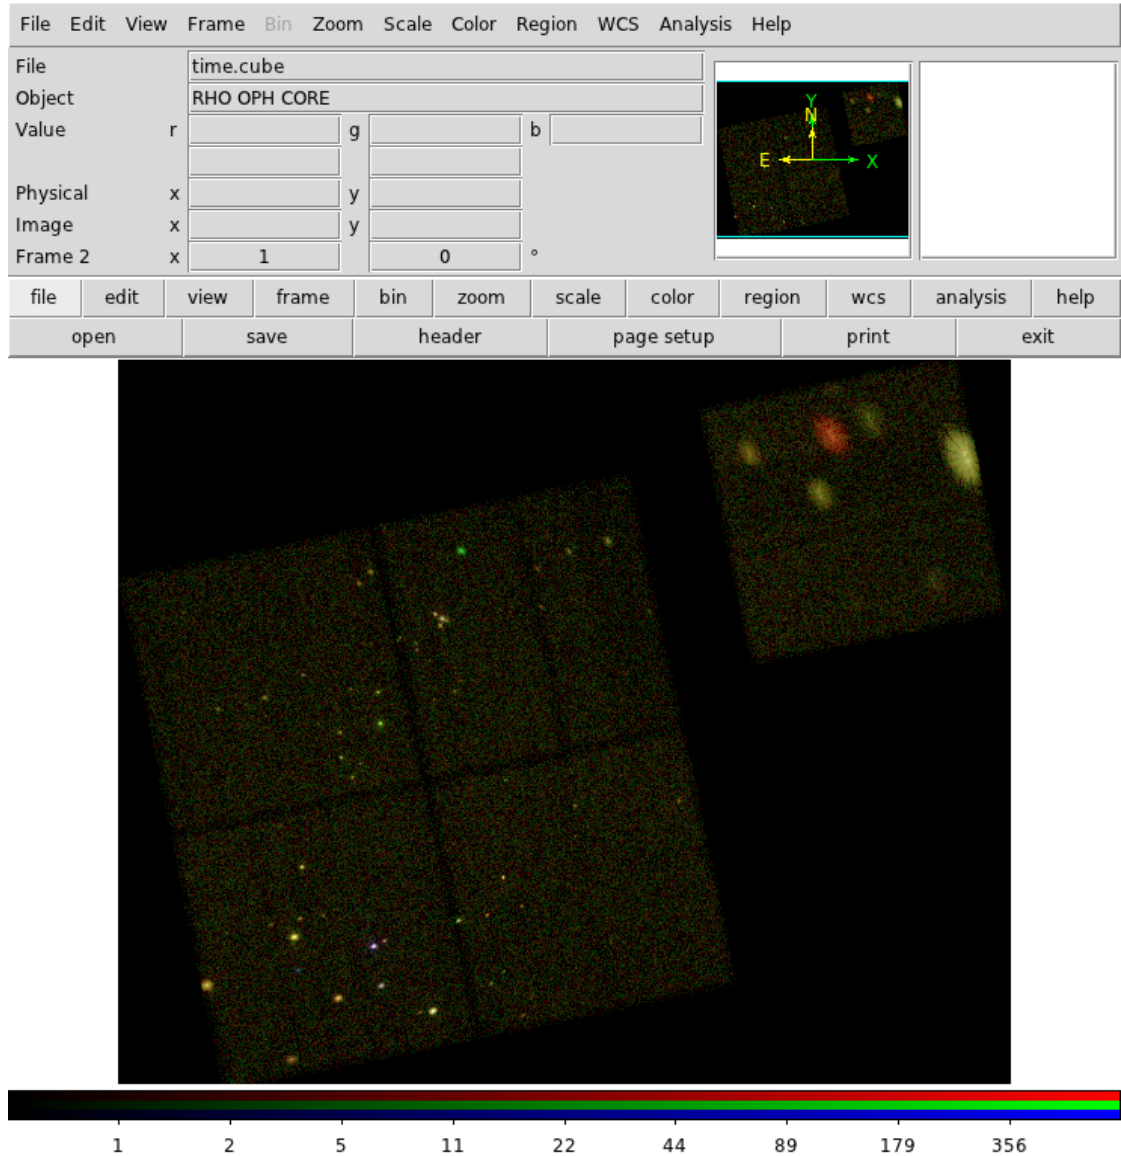 File Edit View Frame Bin Zoom Scale Color Region WCS Analysis Help
File time.cube
Object RHO OPH CORE
Value r g b
Physical x y
Image x y
Frame 2 x 1 0 °
Y
N
E X
file edit view frame bin zoom scale color region wcs analysis help
open save header page setup print exit
1 2 5 11 22 44 89 179 356